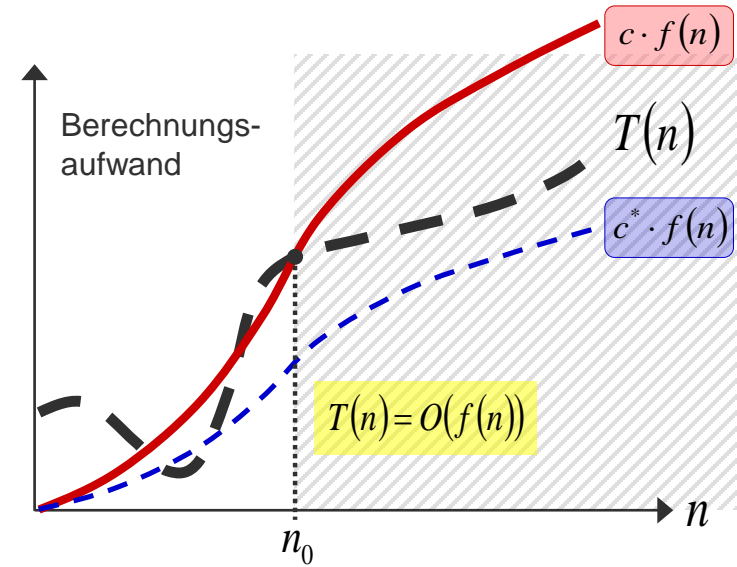 c · f(n)
Berechnungs-
aufwand
T(n)
c* · f(n)
T(n) = O(f(n))
n
n₀